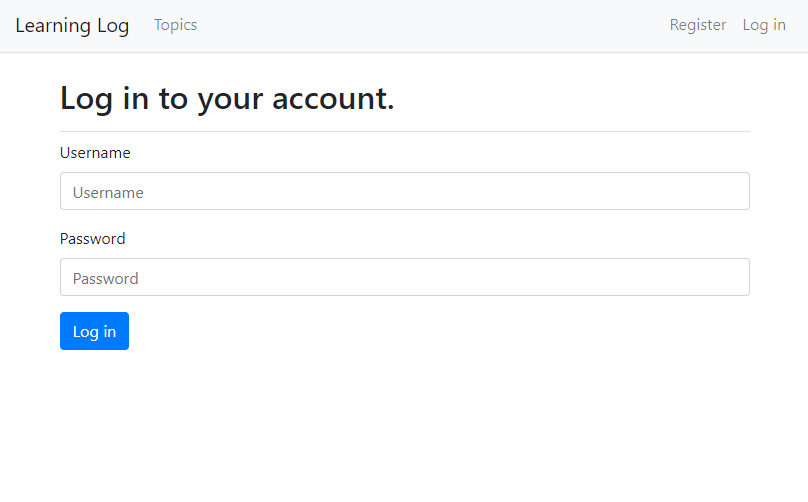 Learning Log Topics Register Log in
Log in to your account.
Username
Username
Password
Password
Log in